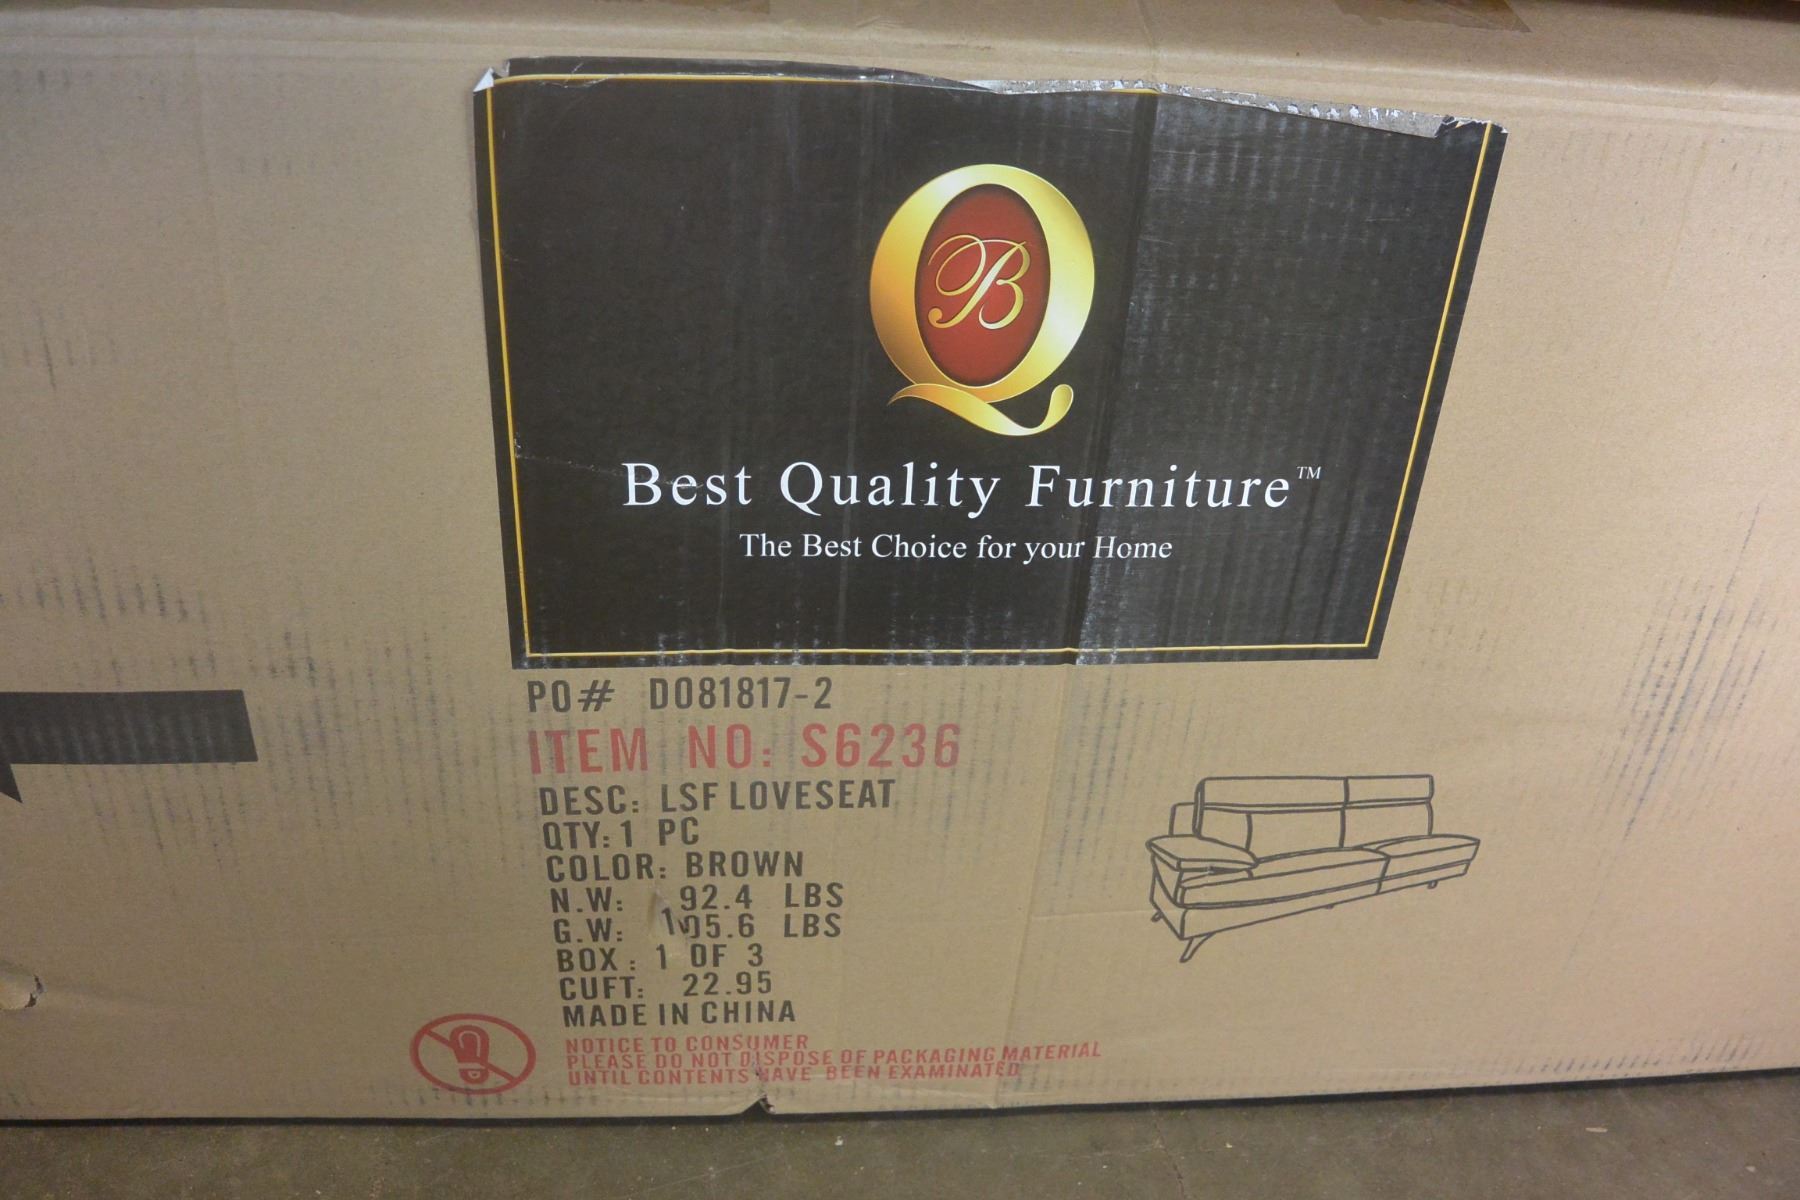 B
Best Quality Furniture™
The Best Choice for your Home
PO# DO81817-2
ITEM NO: S6236
DESC: LSF LOVESEAT
QTY: 1 PC
COLOR: BROWN
N.W: 92.4 LBS
G.W: 105.6 LBS
BOX: 1 OF 3
CUFT: 22.95
MADE IN CHINA
NOTICE TO CONSUMER
PLEASE DO NOT DISPOSE OF PACKAGING MATERIAL
UNTIL CONTENTS HAVE BEEN EXAMINATED